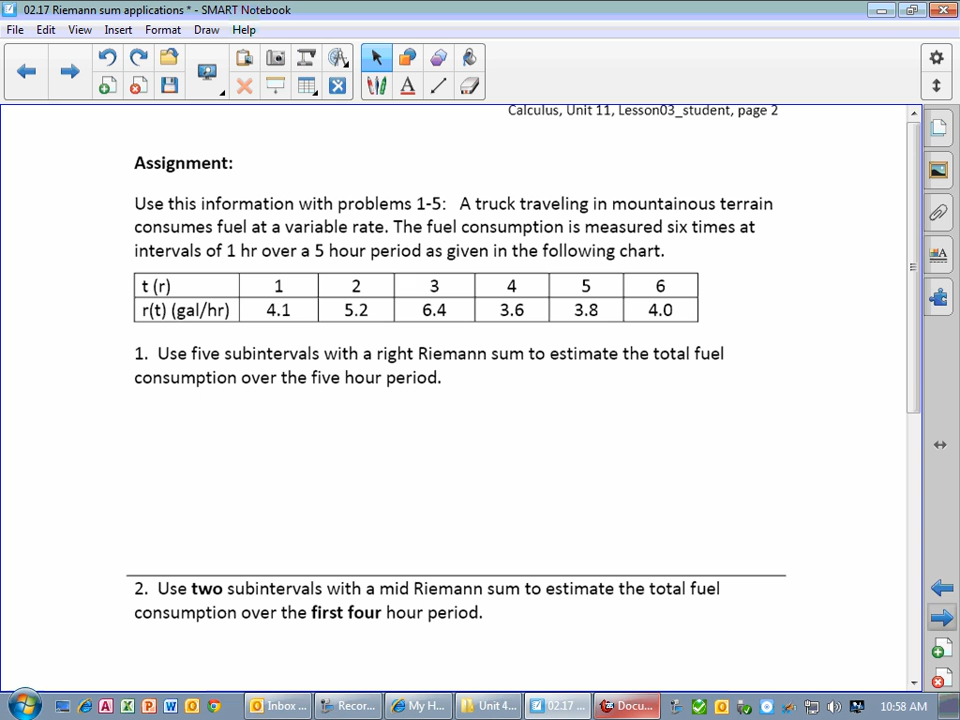 02.17 Riemann sum applications * - SMART Notebook
File Edit View Insert Format Draw Help
Calculus, Unit 11, Lesson03_student, page 2
Assignment:
Use this information with problems 1-5: A truck traveling in mountainous terrain
consumes fuel at a variable rate. The fuel consumption is measured six times at
intervals of 1 hr over a 5 hour period as given in the following chart.
t (r) 1 2 3 4 5 6
r(t) (gal/hr) 4.1 5.2 6.4 3.6 3.8 4.0
1. Use five subintervals with a right Riemann sum to estimate the total fuel
consumption over the five hour period.
2. Use two subintervals with a mid Riemann sum to estimate the total fuel
consumption over the first four hour period.
Inbox ... Recor... My H... Unit 4... 02.17 ... Docu... 10:58 AM